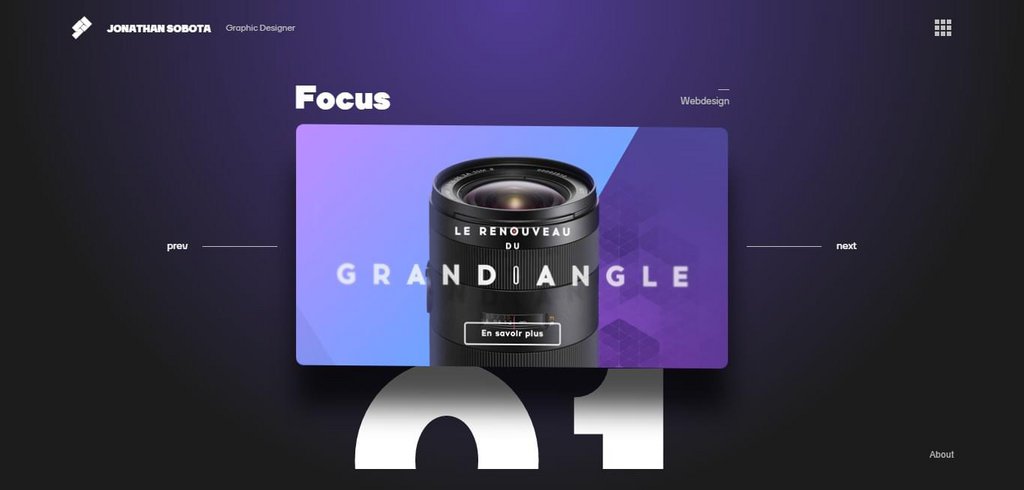 JONATHAN SOBOTA
Graphic Designer
Focus
Webdesign
LE RENOUVEAU
DU
GRAND ANGLE
En savoir plus
prev
next
01
About